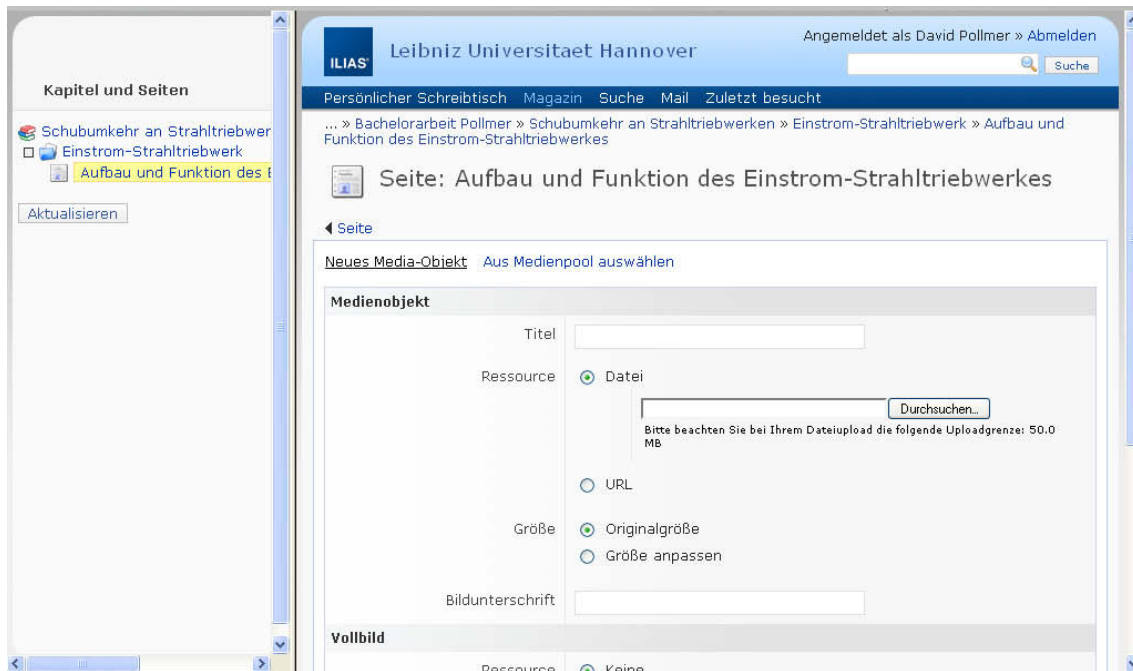 Kapitel und Seiten
Schubumkehr an Strahltriebwer
Einstrom-Strahltriebwerk
Aufbau und Funktion des E
Aktualisieren
ILIAS
Leibniz Universitaet Hannover
Angemeldet als David Pollmer » Abmelden
Suche
Persönlicher Schreibtisch Magazin Suche Mail Zuletzt besucht
... » Bachelorarbeit Pollmer » Schubumkehr an Strahltriebwerken » Einstrom-Strahltriebwerk » Aufbau und
Funktion des Einstrom-Strahltriebwerkes
Seite: Aufbau und Funktion des Einstrom-Strahltriebwerkes
Seite
Neues Media-Objekt Aus Medienpool auswählen
Medienobjekt
Titel
Ressource Datei
Durchsuchen...
Bitte beachten Sie bei Ihrem Dateiupload die folgende Uploadgrenze: 50.0
MB
URL
Größe Originalgröße
Größe anpassen
Bildunterschrift
Vollbild
Ressource Keine